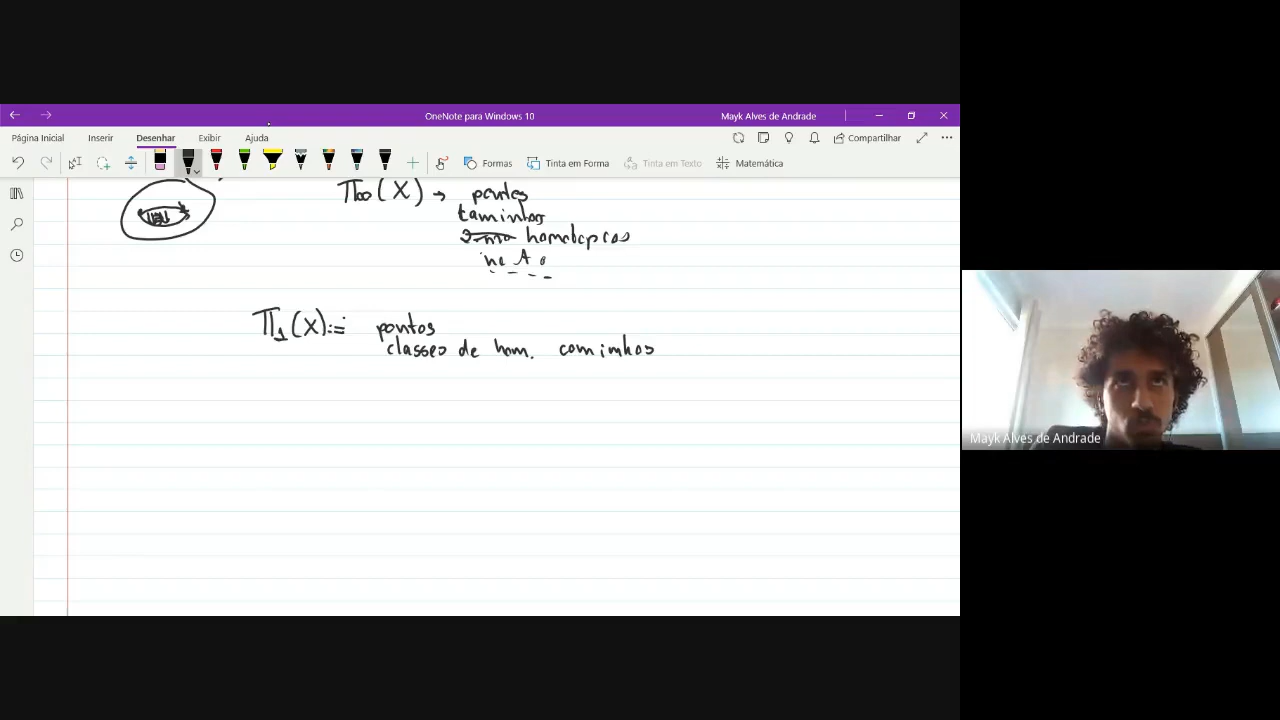 OneNote para Windows 10
Mayk Alves de Andrade
Página Inicial Inserir Desenhar Exibir Ajuda
Compartilhar
Formas Tinta em Forma Tinta em Texto Matemática
π∞(X) → pontos
caminhos
homotopias
π₁(X) := pontos
classes de hom. caminhos
Mayk Alves de Andrade